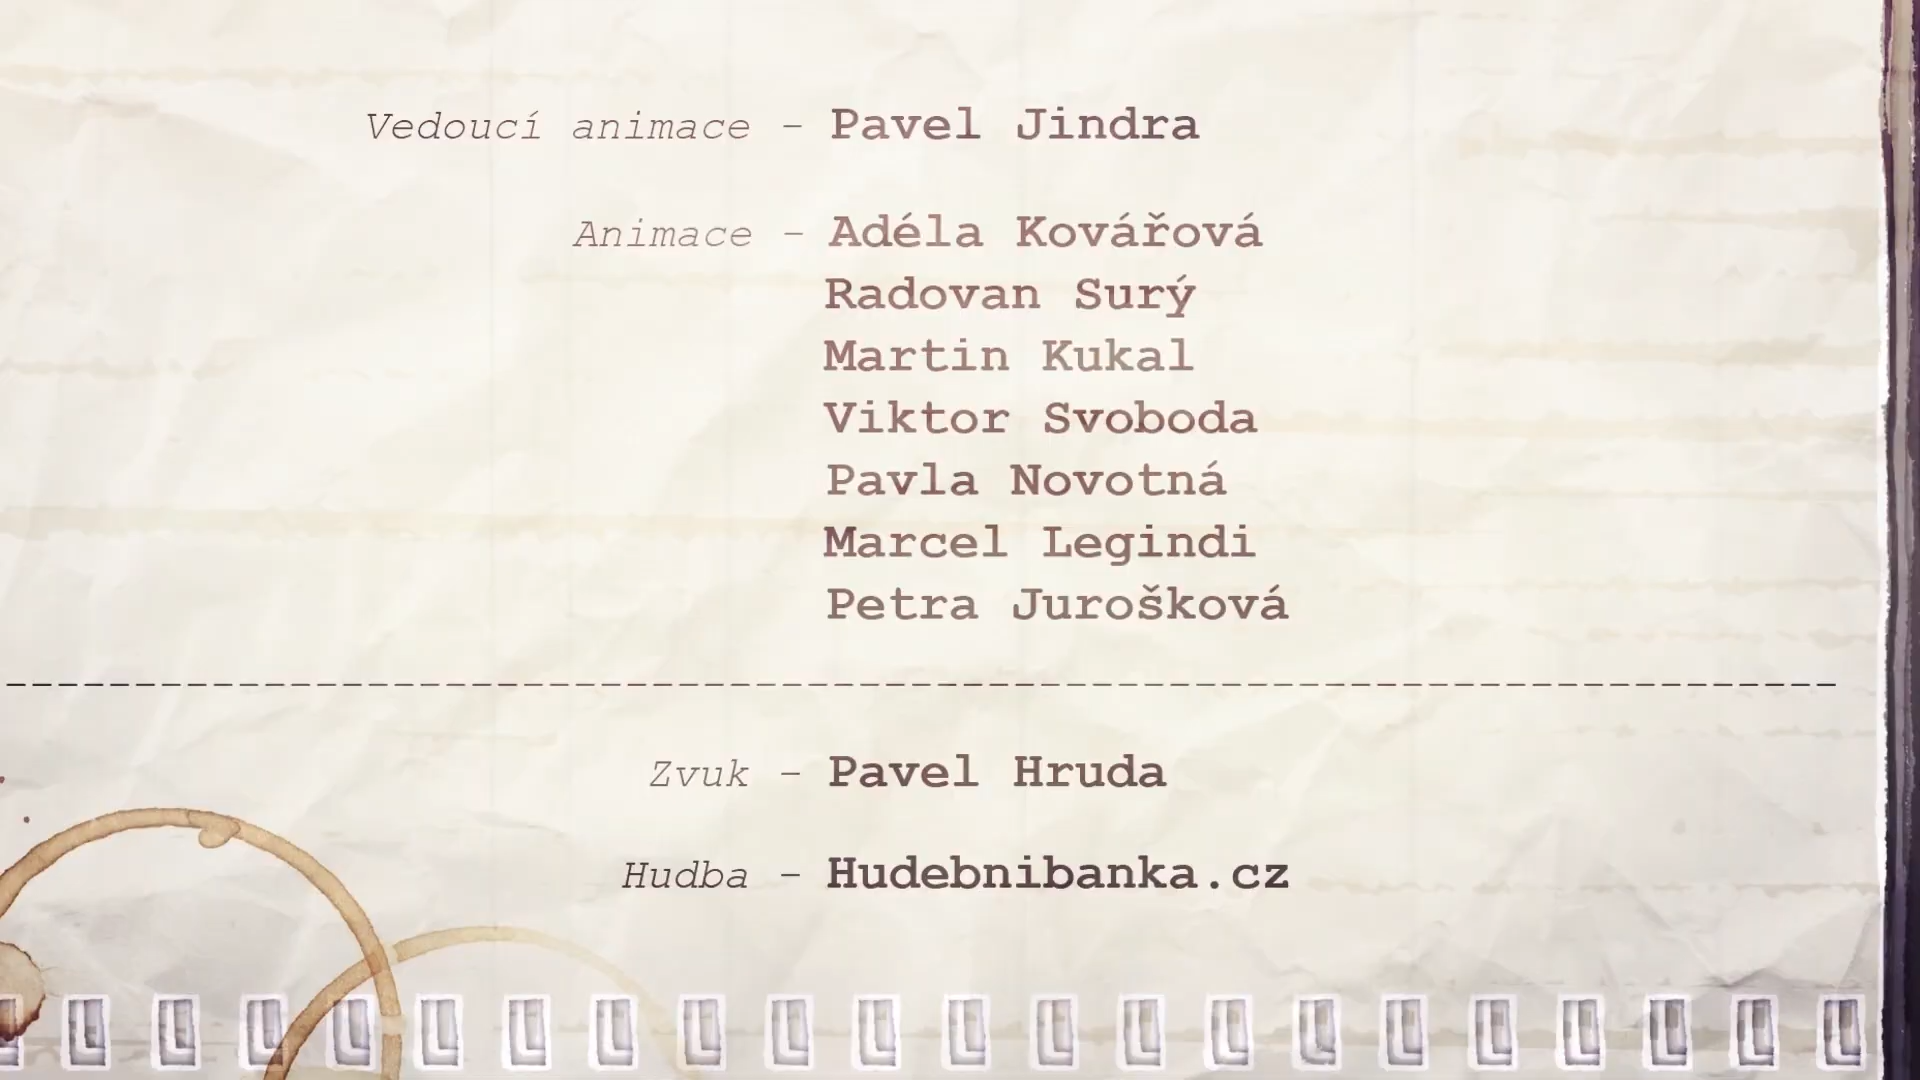 Vedoucí animace - Pavel Jindra
Animace - Adéla Kovářová
Radovan Surý
Martin Kukal
Viktor Svoboda
Pavla Novotná
Marcel Legindi
Petra Jurošková
Zvuk - Pavel Hruda
Hudba - Hudebnibanka.cz